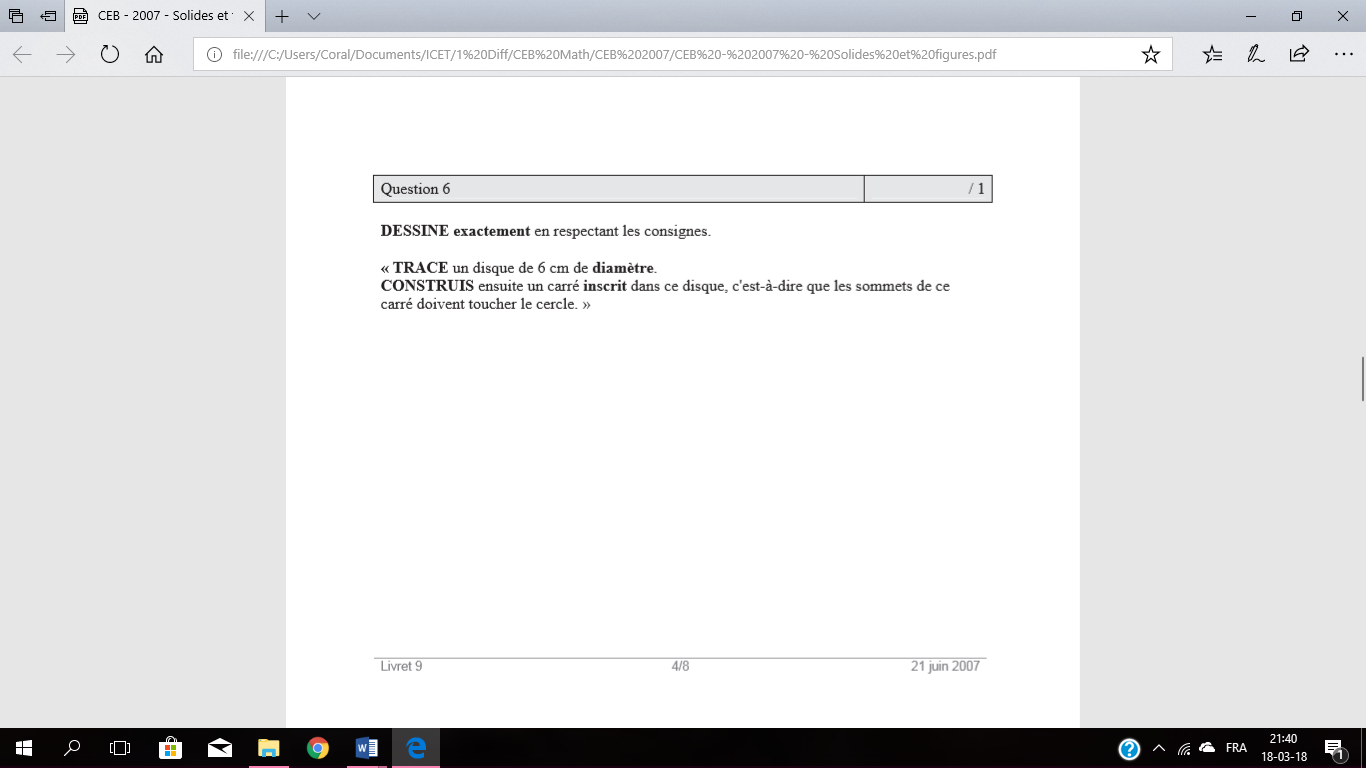 CEB - 2007 - Solides et
file:///C:/Users/Coral/Documents/ICET/1%20Diff/CEB%20Math/CEB%202007/CEB%20-%202007%20-%20Solides%20et%20figures.pdf
Question 6 / 1
DESSINE exactement en respectant les consignes.
« TRACE un disque de 6 cm de diamètre.
CONSTRUIS ensuite un carré inscrit dans ce disque, c'est-à-dire que les sommets de ce
carré doivent toucher le cercle. »
Livret 9 4/8 21 juin 2007
FRA
21:40
18-03-18
1